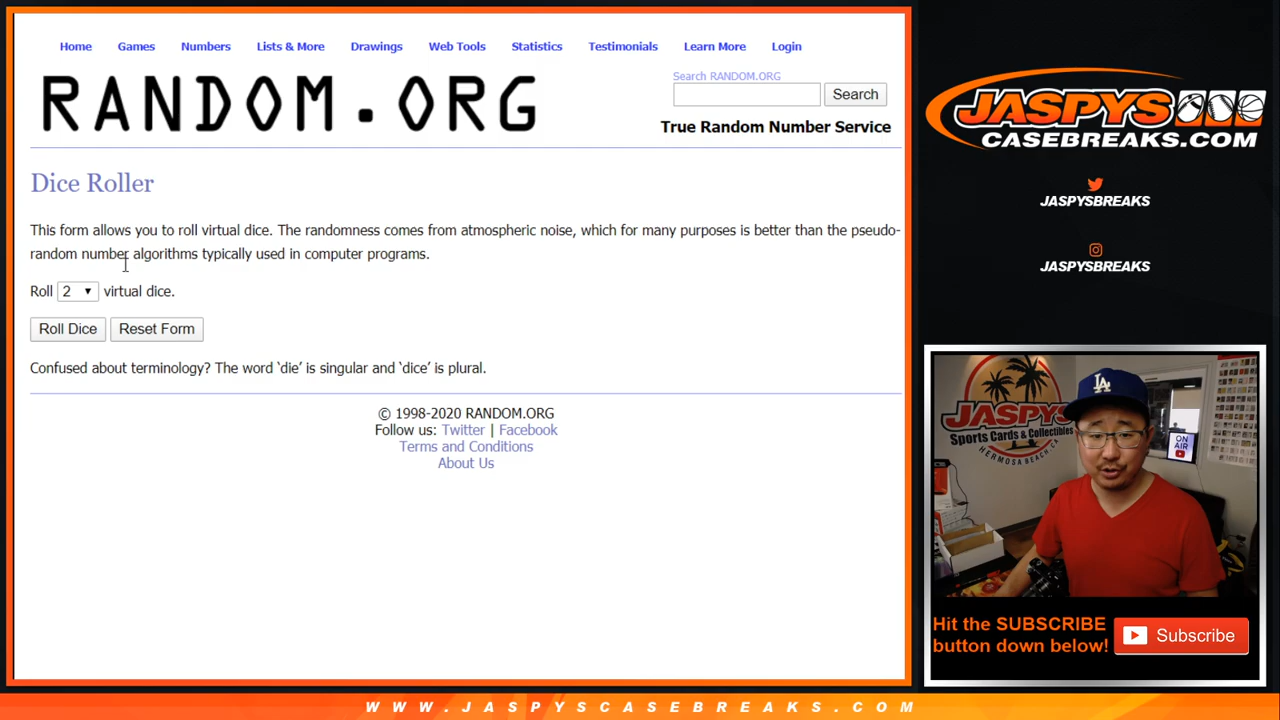 Home Games Numbers Lists & More Drawings Web Tools Statistics Testimonials Learn More Login
RANDOM.ORG
Search RANDOM.ORG
Search
True Random Number Service
Dice Roller
This form allows you to roll virtual dice. The randomness comes from atmospheric noise, which for many purposes is better than the pseudo-
random number algorithms typically used in computer programs.
Roll 2 virtual dice.
Roll Dice Reset Form
Confused about terminology? The word ‘die’ is singular and ‘dice’ is plural.
© 1998-2020 RANDOM.ORG
Follow us: Twitter | Facebook
Terms and Conditions
About Us
JASPYS
CASEBREAKS.COM
JASPYSBREAKS
JASPYSBREAKS
JASPYS
Sports Cards & Collectibles
HERMOSA BEACH, CA
LA
ON
AIR
Hit the SUBSCRIBE
button down below!
Subscribe
WWW.JASPYSCASEBREAKS.COM